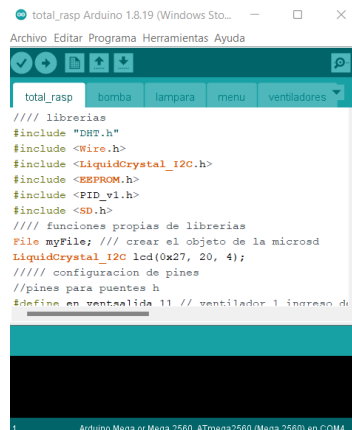 total_rasp Arduino 1.8.19 (Windows Sto...
Archivo Editar Programa Herramientas Ayuda
total_rasp bomba lampara menu ventiladores
//// librerias
#include "DHT.h"
#include <Wire.h>
#include <LiquidCrystal_I2C.h>
#include <EEPROM.h>
#include <PID_v1.h>
#include <SD.h>
//// funciones propias de librerias
File myFile; /// crear el objeto de la microsd
LiquidCrystal_I2C lcd(0x27, 20, 4);
///// configuracion de pines
//pines para puentes h
#define en_ventsalida 11 // ventilador 1 ingreso de
1 Arduino Mega or Mega 2560, ATmega2560 (Mega 2560) en COM4